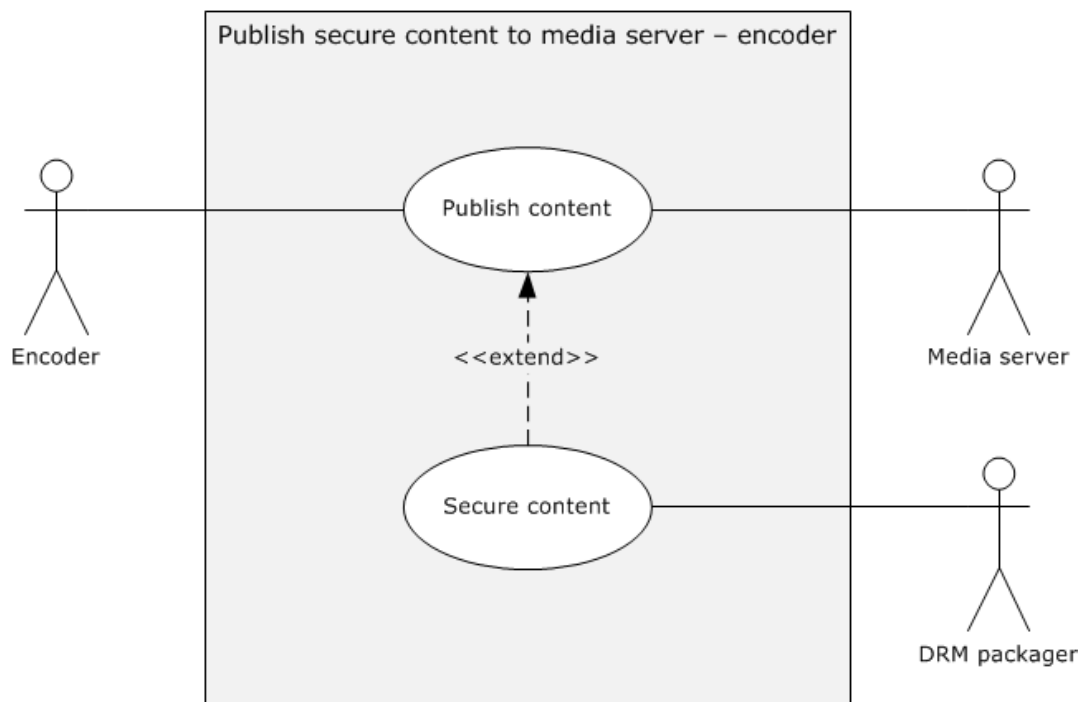 Publish secure content to media server – encoder
Publish content
Encoder
<<extend>>
Media server
Secure content
DRM packager